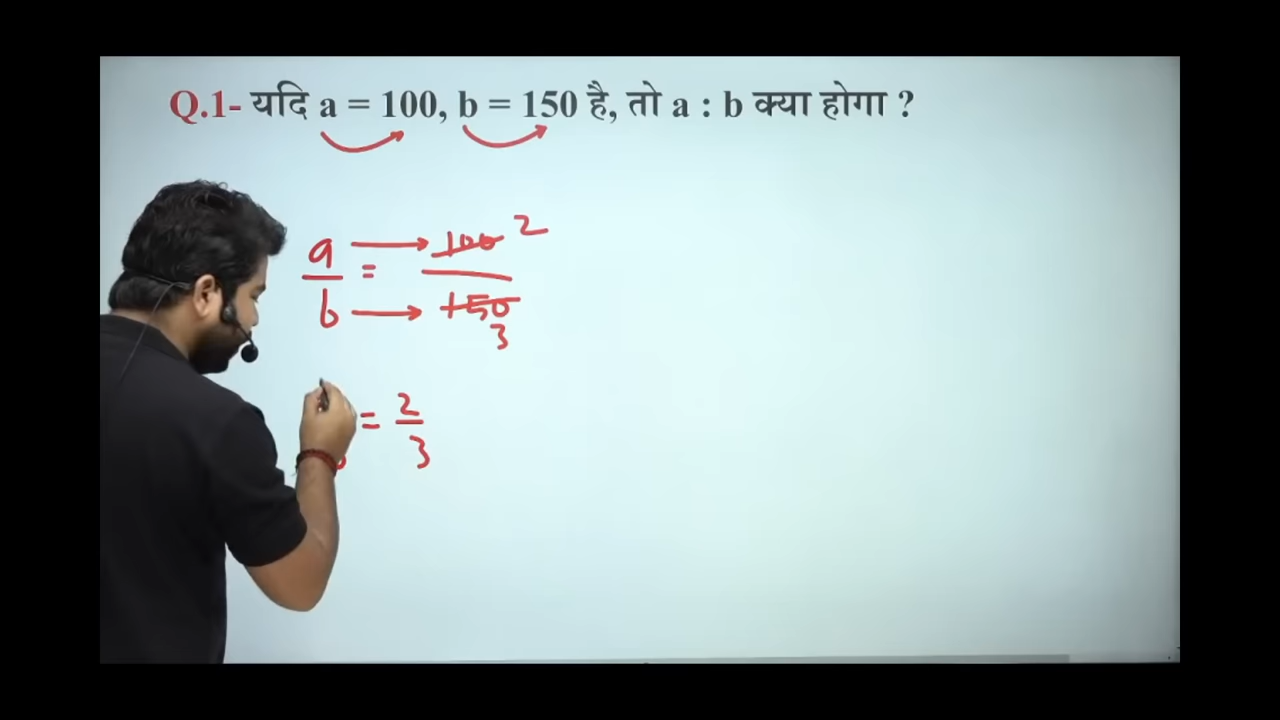 Q.1- यदि a = 100, b = 150 है, तो a : b क्या होगा ?
a/b = 100/150
2
3
= 2/3